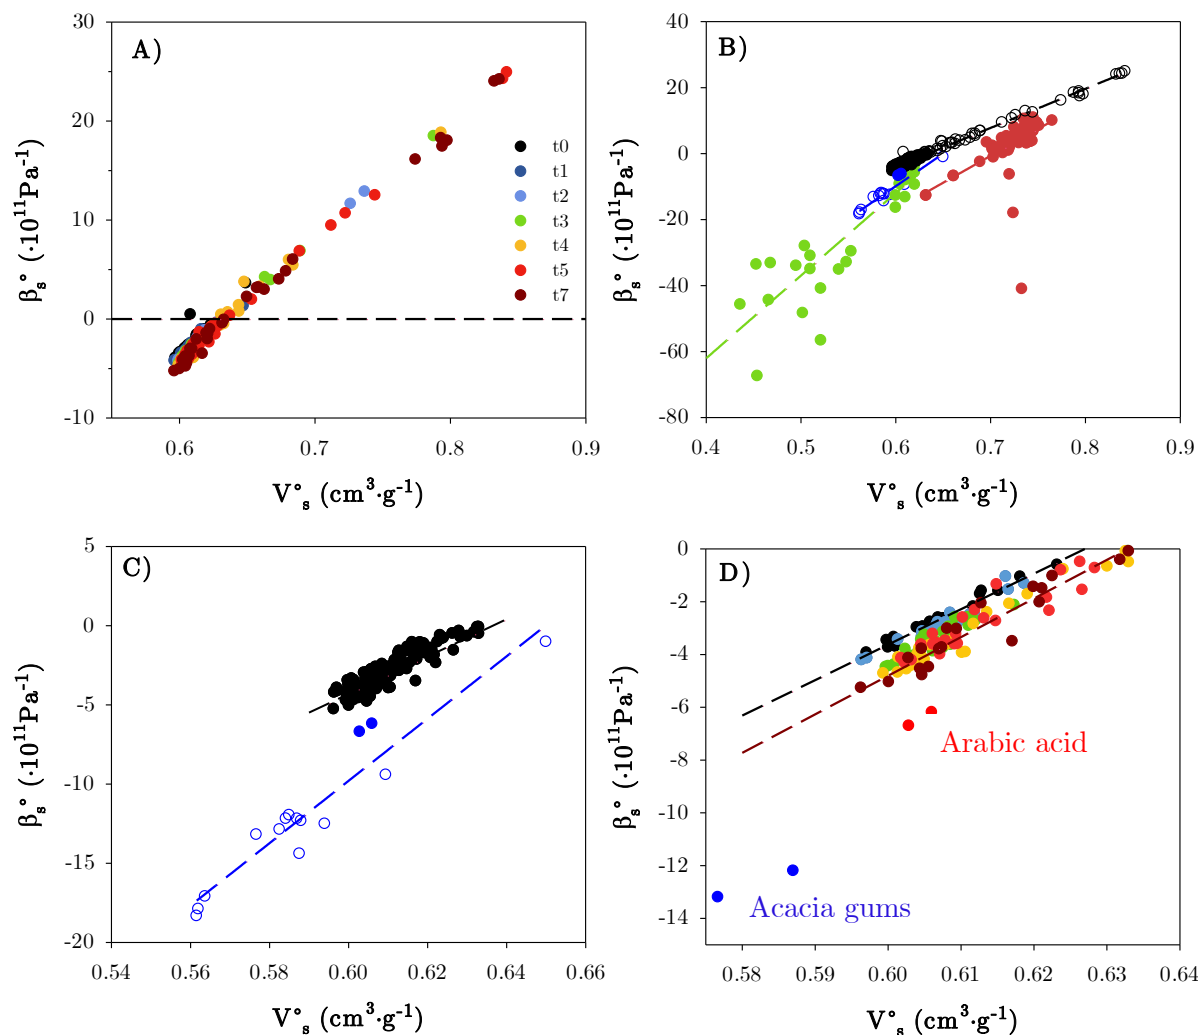 A)
30
20
10
0
-10
0.6
0.7
0.8
0.9
βs° (·10¹¹Pa⁻¹)
V°s (cm³·g⁻¹)
t0
t1
t2
t3
t4
t5
t7
B)
40
20
0
-20
-40
-60
-80
0.4
0.5
0.6
0.7
0.8
0.9
βs° (·10¹¹Pa⁻¹)
V°s (cm³·g⁻¹)
C)
5
0
-5
-10
-15
-20
0.54
0.56
0.58
0.60
0.62
0.64
0.66
βs° (·10¹¹Pa⁻¹)
V°s (cm³·g⁻¹)
D)
0
-2
-4
-6
-8
-10
-12
-14
0.58
0.59
0.60
0.61
0.62
0.63
0.64
βs° (·10¹¹Pa⁻¹)
V°s (cm³·g⁻¹)
Arabic acid
Acacia gums